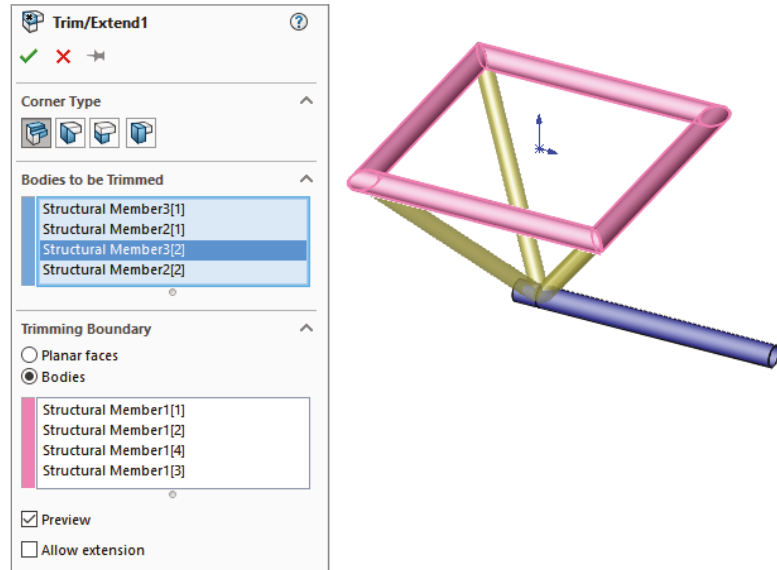 Trim/Extend1
Corner Type
Bodies to be Trimmed
Structural Member3[1]
Structural Member2[1]
Structural Member3[2]
Structural Member2[2]
Trimming Boundary
Planar faces
Bodies
Structural Member1[1]
Structural Member1[2]
Structural Member1[4]
Structural Member1[3]
Preview
Allow extension